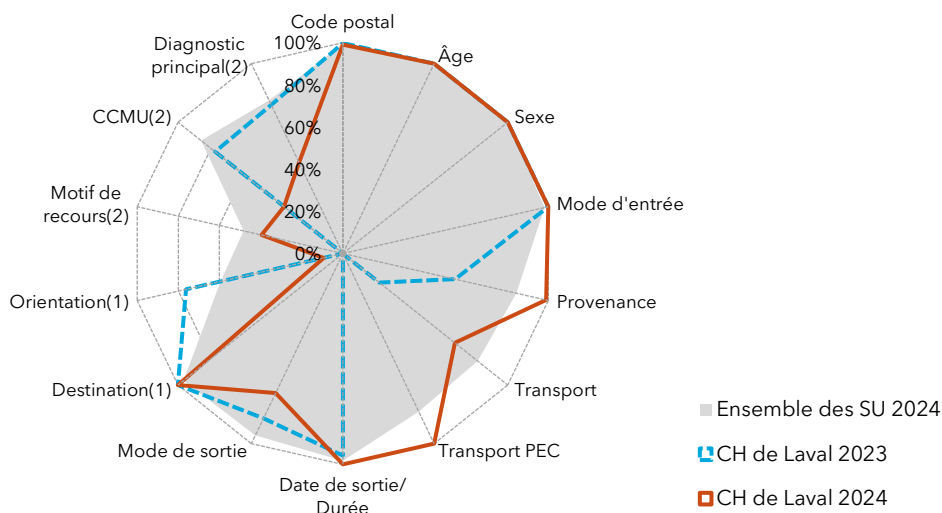 Code postal
Âge
Sexe
Mode d'entrée
Provenance
Transport
Transport PEC
Date de sortie/
Durée
Mode de sortie
Destination(1)
Orientation(1)
Motif de
recours(2)
CCMU(2)
Diagnostic
principal(2)
100%
80%
60%
40%
20%
0%
Ensemble des SU 2024
CH de Laval 2023
CH de Laval 2024